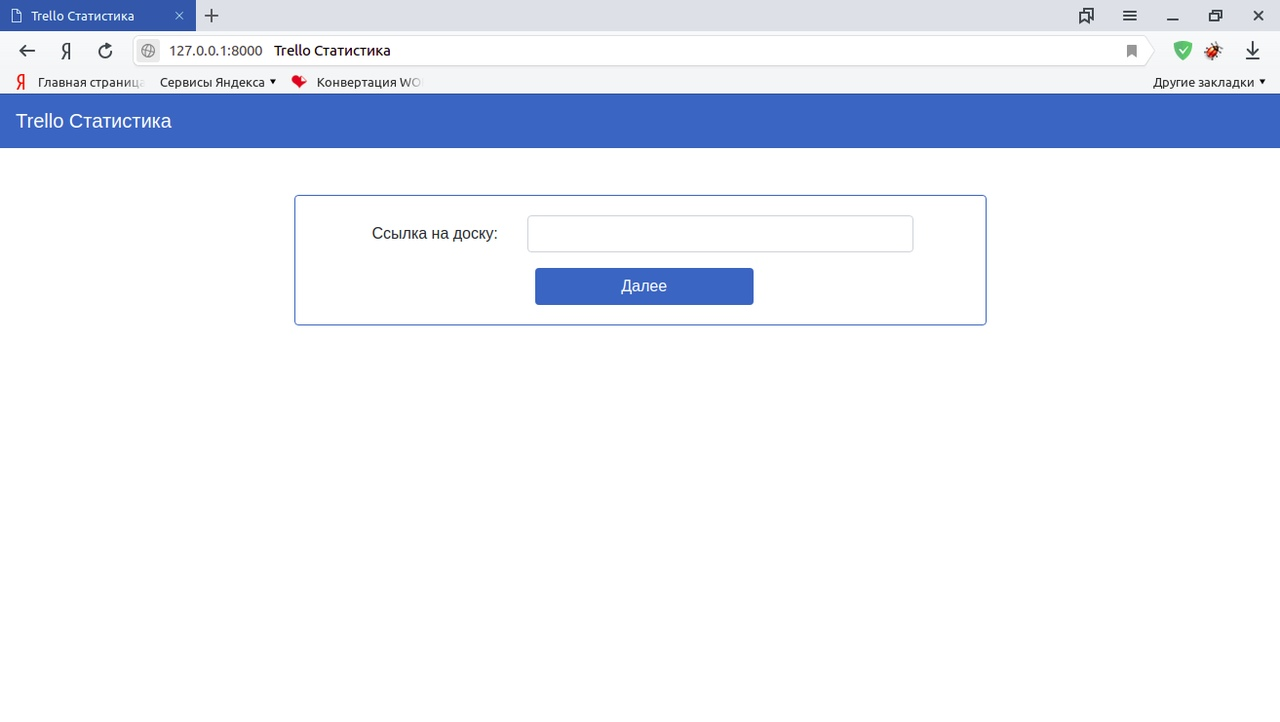 Trello Статистика
127.0.0.1:8000 Trello Статистика
Главная страница Сервисы Яндекса Конвертация WO Другие закладки
Trello Статистика
Ссылка на доску:
Далее